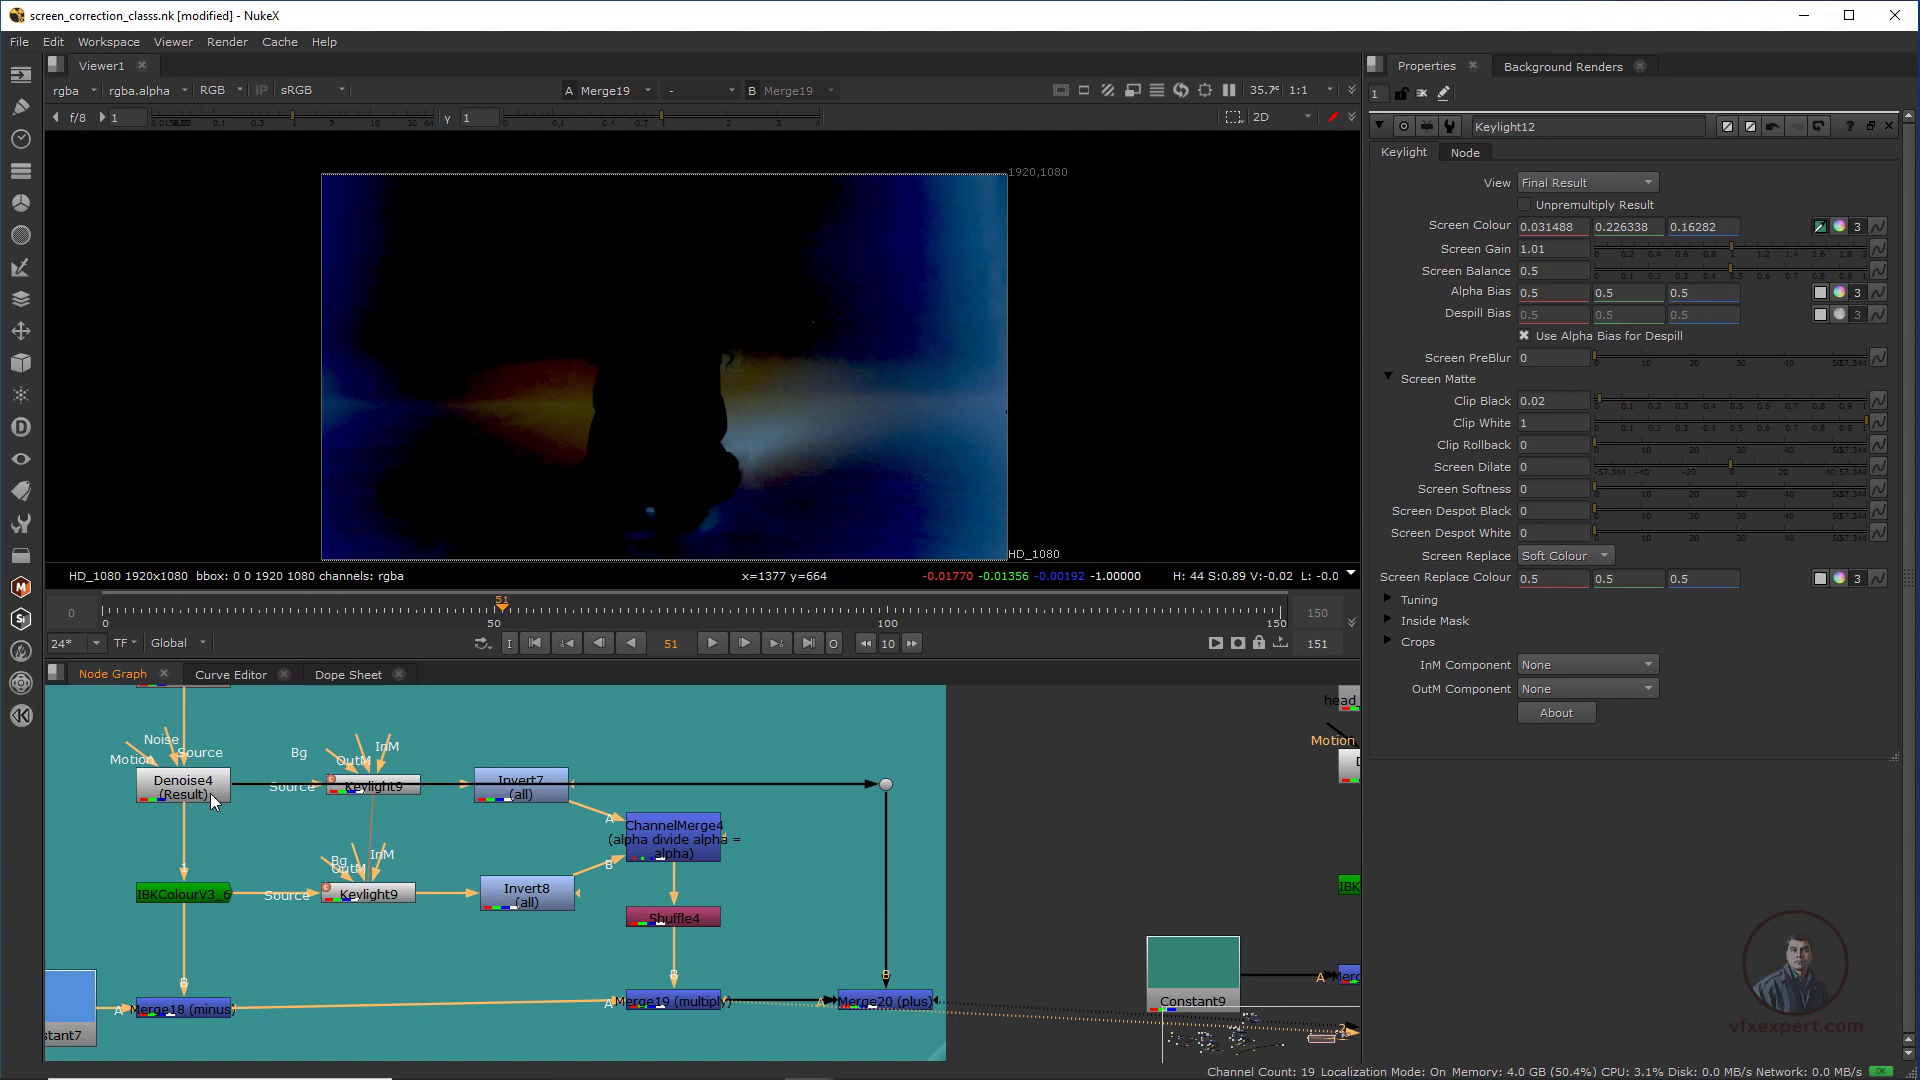 screen_correction_classs.nk [modified] - NukeX
File Edit Workspace Viewer Render Cache Help
Viewer1
rgba rgba.alpha RGB IP sRGB A Merge19 - B Merge19 1:1
f/8 1 γ 1 2D
1920,1080
HD_1080
HD_1080 1920x1080 bbox: 0 0 1920 1080 channels: rgba x=1377 y=664 -0.01770 -0.01356 -0.00192 -1.00000 H: 44 S:0.89 V:-0.02 L: -0.0
51
0 0 50 100 150 150
24* TF Global I 51 O 10 151
Node Graph Curve Editor Dope Sheet
Noise
Motion Source
Denoise4
(Result)
Bg InM
OutM
Source Keylight9
Invert7
(all)
A
ChannelMerge4
(alpha divide alpha =
alpha)
B
1
Bg InM
OutM
IBKColourV3_6 Source Keylight9
Invert8
(all)
Shuffle4
B B B
stant7 A Merge18 (minus)
A Merge19 (multiply)
A Merge20 (plus)
head_
Motion
IBK
Constant9
A Merc
2
Properties Background Renders
1
Keylight12
Keylight Node
View Final Result
Unpremultiply Result
Screen Colour 0.031488 0.226338 0.16282 3
Screen Gain 1.01
Screen Balance 0.5
Alpha Bias 0.5 0.5 0.5 3
Despill Bias 0.5 0.5 0.5 3
Use Alpha Bias for Despill
Screen PreBlur 0
Screen Matte
Clip Black 0.02
Clip White 1
Clip Rollback 0
Screen Dilate 0
Screen Softness 0
Screen Despot Black 0
Screen Despot White 0
Screen Replace Soft Colour
Screen Replace Colour 0.5 0.5 0.5 3
Tuning
Inside Mask
Crops
InM Component None
OutM Component None
About
vfxexpert.com
Channel Count: 19 Localization Mode: On Memory: 4.0 GB (50.4%) CPU: 3.1% Disk: 0.0 MB/s Network: 0.0 MB/s OK